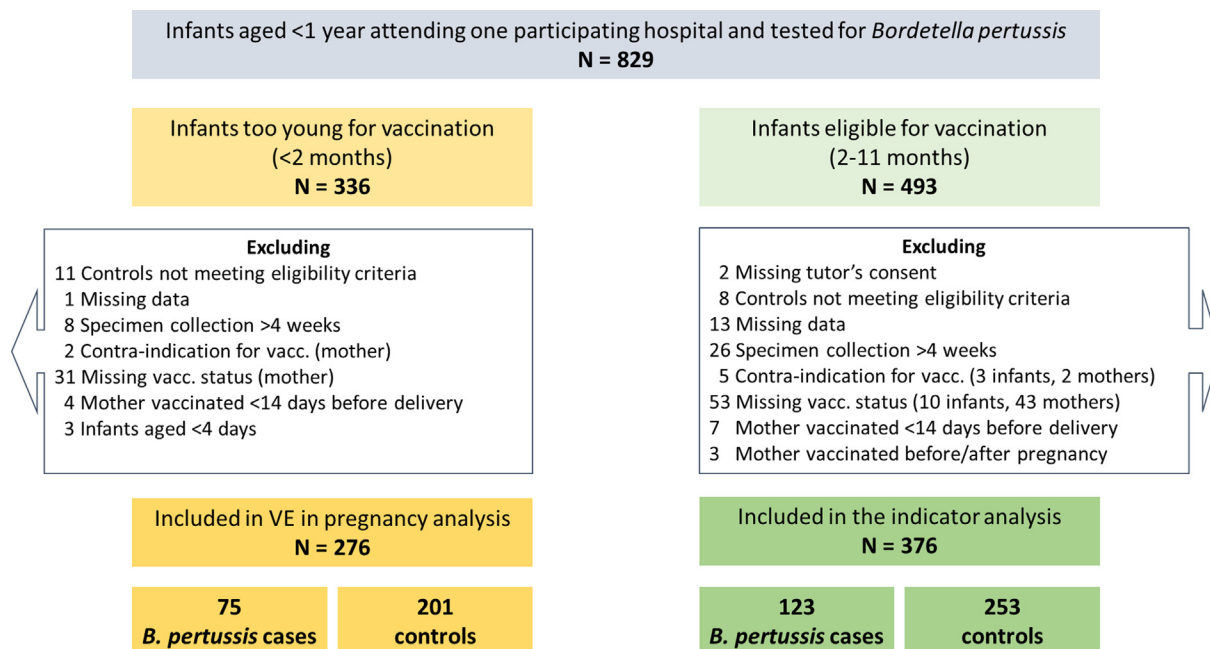 Infants aged <1 year attending one participating hospital and tested for Bordetella pertussis
N = 829
Infants too young for vaccination
(<2 months)
N = 336
Infants eligible for vaccination
(2-11 months)
N = 493
Excluding
11 Controls not meeting eligibility criteria
1 Missing data
8 Specimen collection >4 weeks
2 Contra-indication for vacc. (mother)
31 Missing vacc. status (mother)
4 Mother vaccinated <14 days before delivery
3 Infants aged <4 days
Excluding
2 Missing tutor's consent
8 Controls not meeting eligibility criteria
13 Missing data
26 Specimen collection >4 weeks
5 Contra-indication for vacc. (3 infants, 2 mothers)
53 Missing vacc. status (10 infants, 43 mothers)
7 Mother vaccinated <14 days before delivery
3 Mother vaccinated before/after pregnancy
Included in VE in pregnancy analysis
N = 276
Included in the indicator analysis
N = 376
75
B. pertussis cases
201
controls
123
B. pertussis cases
253
controls